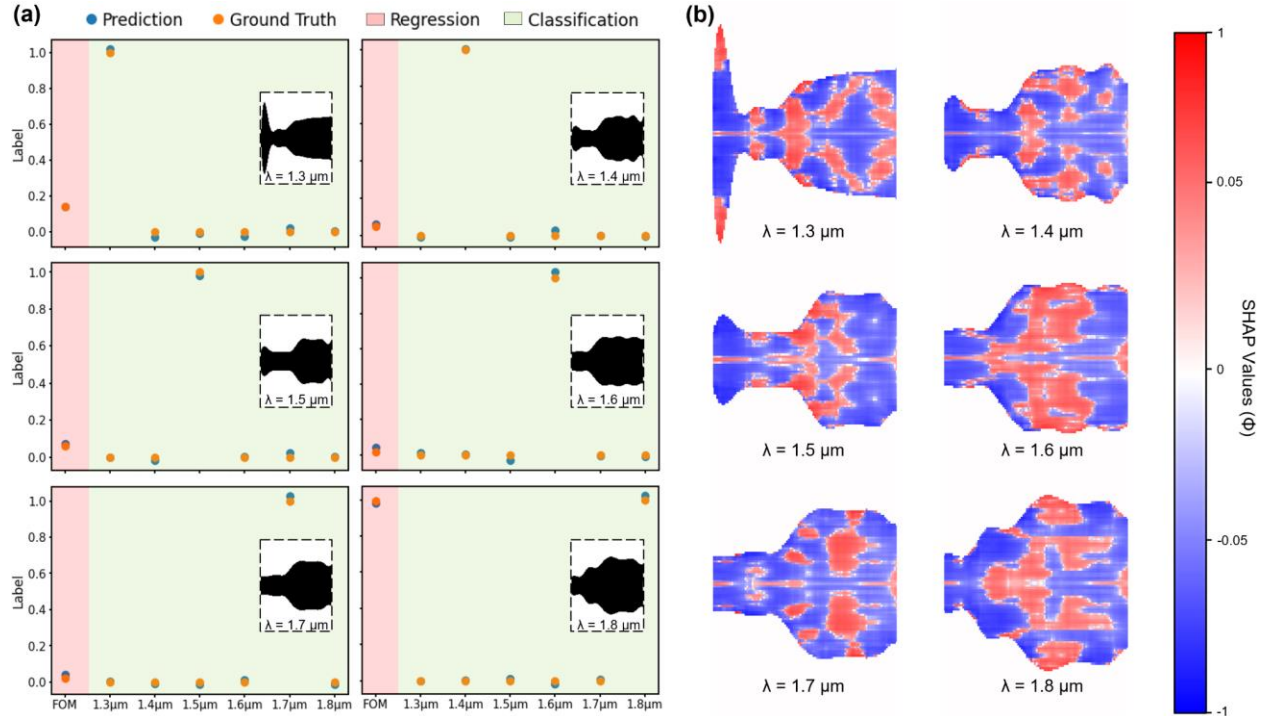 (a)
Prediction Ground Truth Regression Classification
1.0
0.8
0.6
0.4
0.2
0.0
Label
λ = 1.3 µm
λ = 1.4 µm
1.0
0.8
0.6
0.4
0.2
0.0
Label
λ = 1.5 µm
λ = 1.6 µm
1.0
0.8
0.6
0.4
0.2
0.0
Label
λ = 1.7 µm
λ = 1.8 µm
FOM 1.3µm 1.4µm 1.5µm 1.6µm 1.7µm 1.8µm
FOM 1.3µm 1.4µm 1.5µm 1.6µm 1.7µm 1.8µm
(b)
λ = 1.3 µm
λ = 1.4 µm
λ = 1.5 µm
λ = 1.6 µm
λ = 1.7 µm
λ = 1.8 µm
1
0.05
0
-0.05
-1
SHAP Values (Φ)